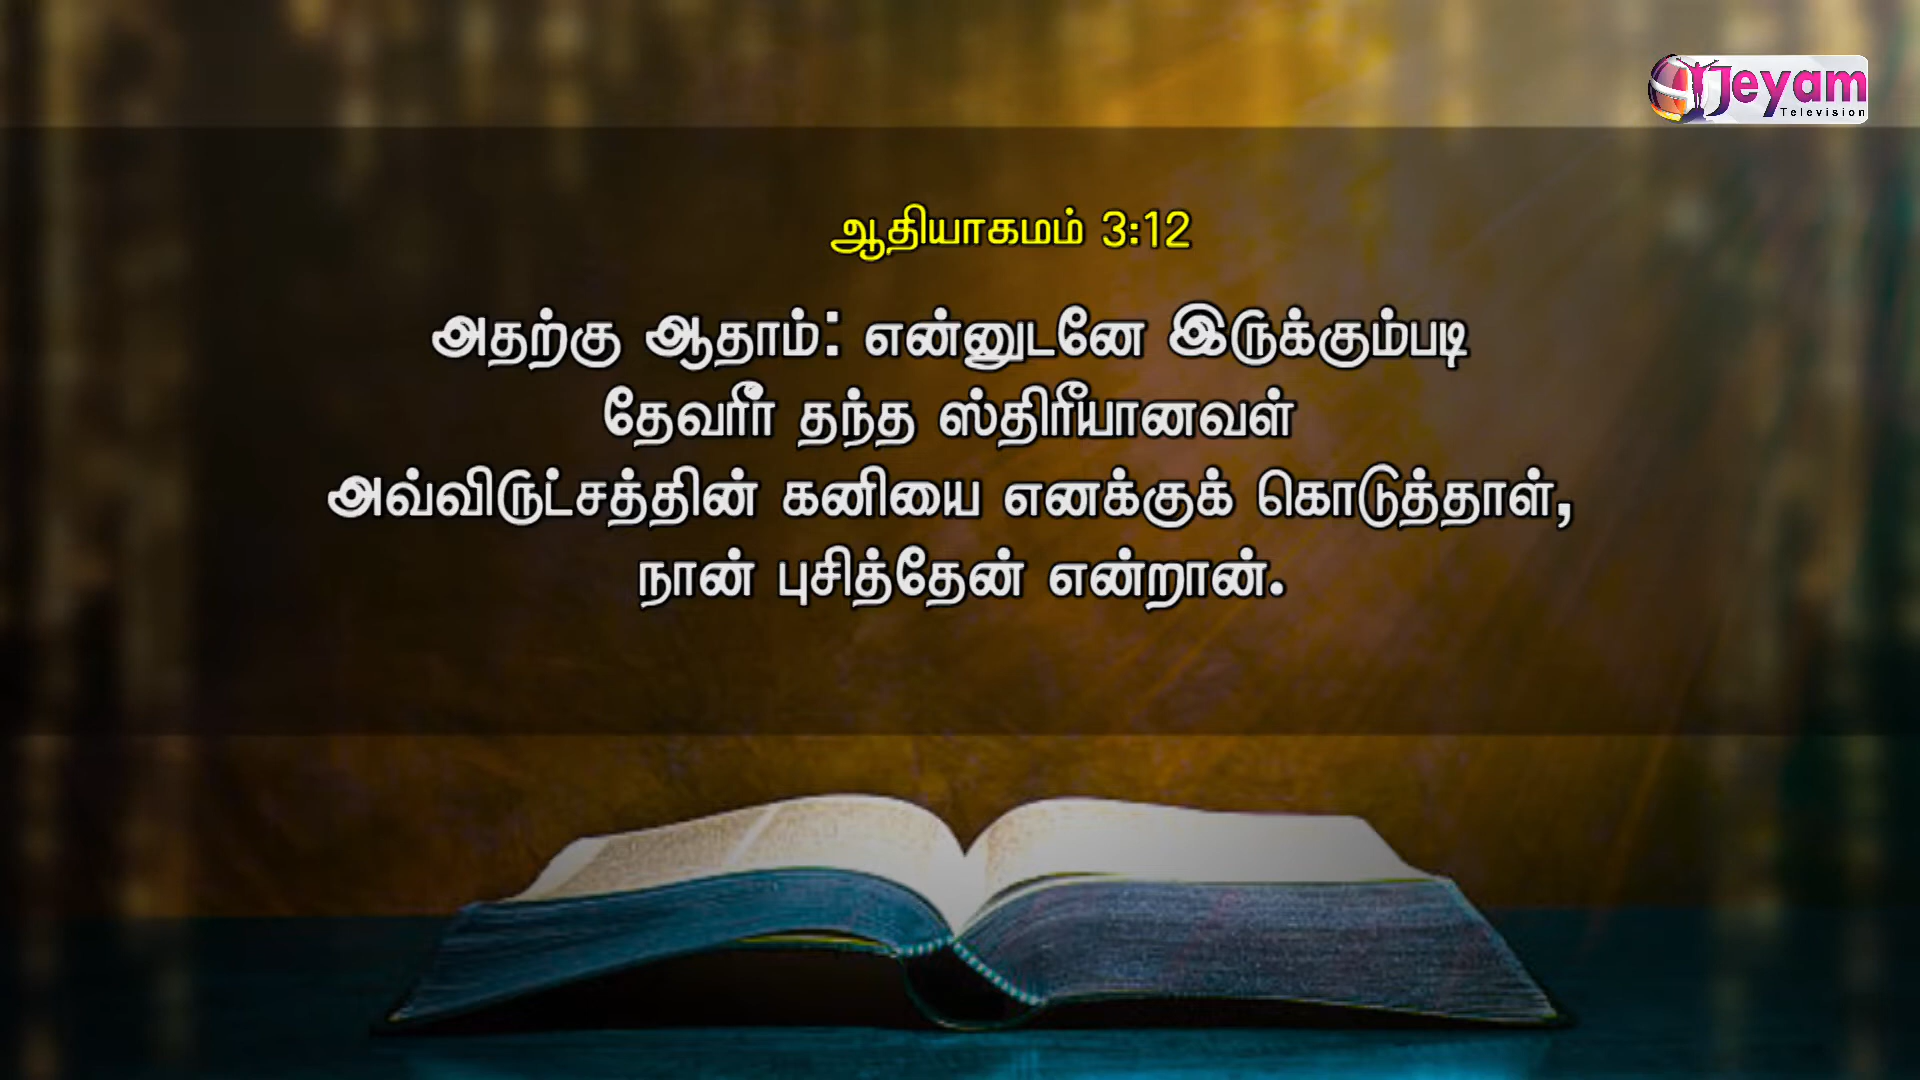 Jeyam
Television
ஆதியாகமம் 3:12
அதற்கு ஆதாம்: என்னுடனே இருக்கும்படி
தேவரீர் தந்த ஸ்திரீயானவள்
அவ்விருட்சத்தின் கனியை எனக்குக் கொடுத்தாள்,
நான் புசித்தேன் என்றான்.